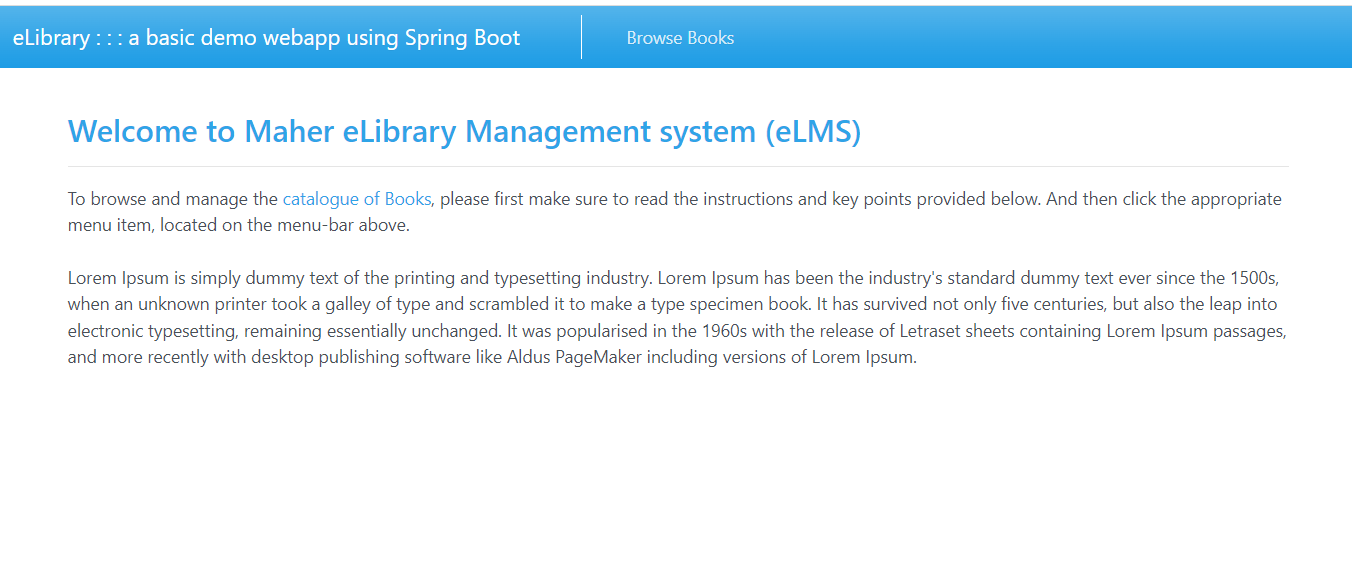 eLibrary : : : a basic demo webapp using Spring Boot
Browse Books
Welcome to Maher eLibrary Management system (eLMS)
To browse and manage the catalogue of Books, please first make sure to read the instructions and key points provided below. And then click the appropriate
menu item, located on the menu-bar above.
Lorem Ipsum is simply dummy text of the printing and typesetting industry. Lorem Ipsum has been the industry's standard dummy text ever since the 1500s,
when an unknown printer took a galley of type and scrambled it to make a type specimen book. It has survived not only five centuries, but also the leap into
electronic typesetting, remaining essentially unchanged. It was popularised in the 1960s with the release of Letraset sheets containing Lorem Ipsum passages,
and more recently with desktop publishing software like Aldus PageMaker including versions of Lorem Ipsum.